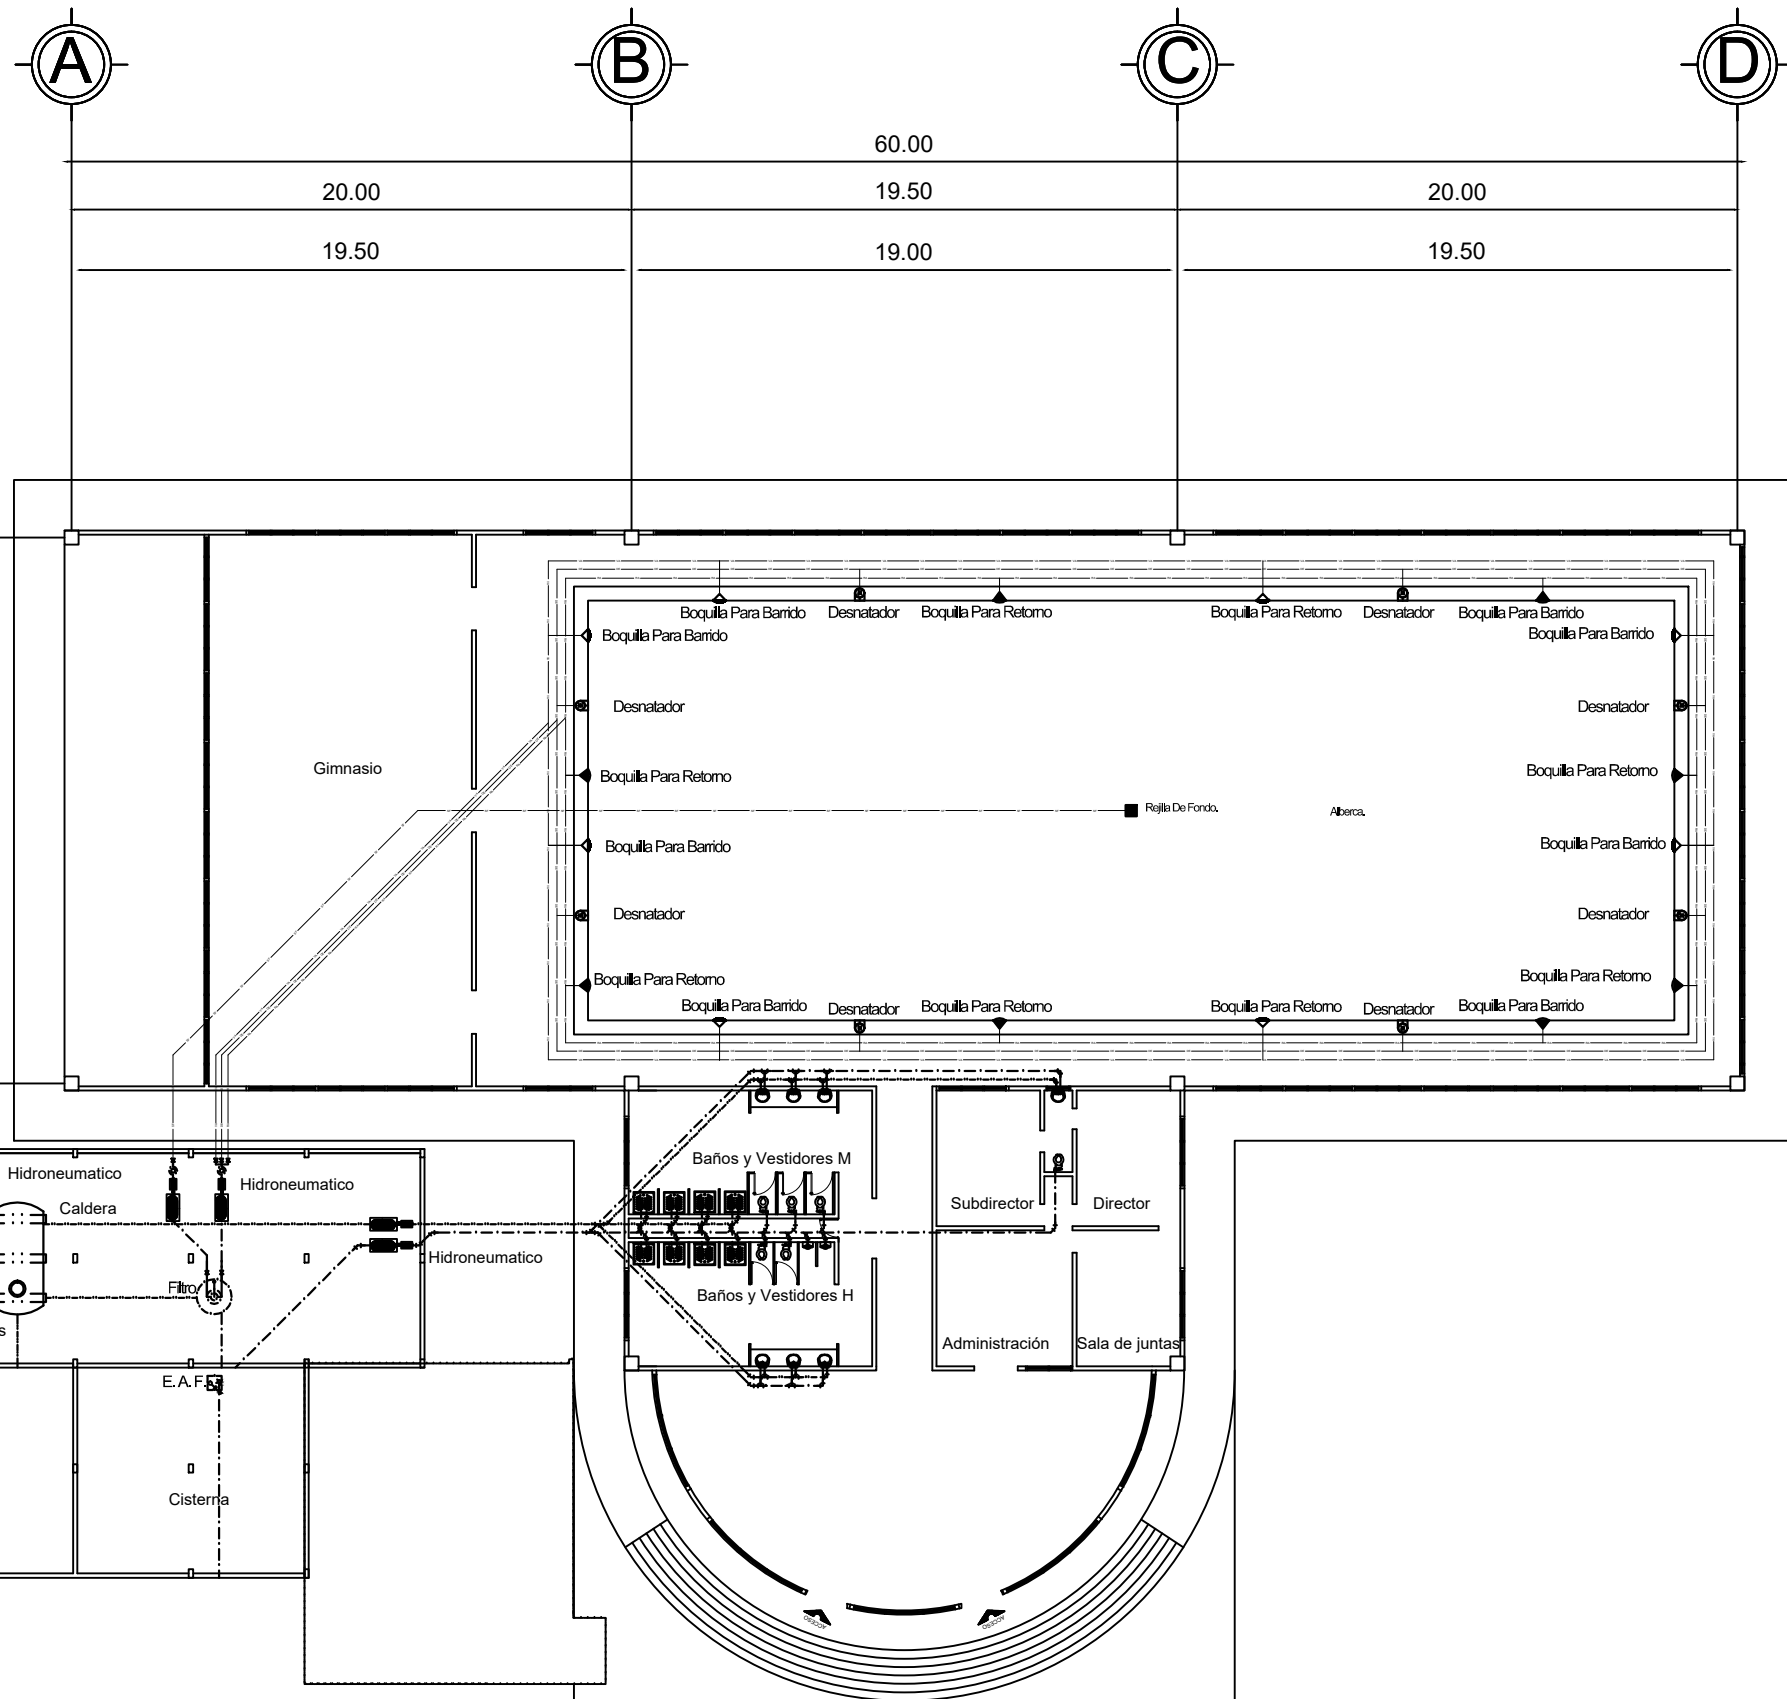 A B C D
60.00
20.00 19.50 20.00
19.50 19.00 19.50
Boquilla Para Barrido Desnatador Boquilla Para Retorno Boquilla Para Retorno Desnatador Boquilla Para Barrido
Boquilla Para Barrido Boquilla Para Barrido
Desnatador Desnatador
Gimnasio Boquilla Para Retorno Boquilla Para Retorno
Rejilla De Fondo. Alberca.
Boquilla Para Barrido Boquilla Para Barrido
Desnatador Desnatador
Boquilla Para Retorno Boquilla Para Retorno
Boquilla Para Barrido Desnatador Boquilla Para Retorno Boquilla Para Retorno Desnatador Boquilla Para Barrido
Baños y Vestidores M
Hidroneumatico Hidroneumatico
Caldera Subdirector Director
Hidroneumatico
Filtro Baños y Vestidores H
s Administración Sala de juntas
E.A.F.
Cisterna
ACCESO ACCESO